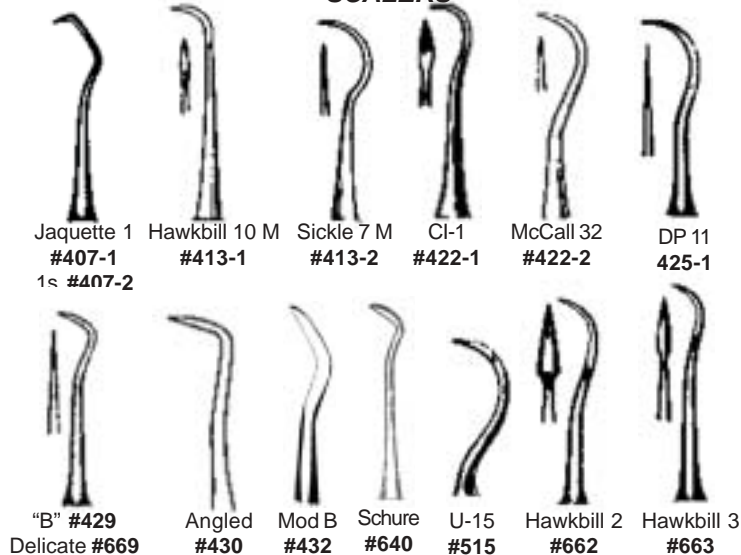 SCALERS
Jaquette 1 Hawkbill 10 M Sickle 7 M CI-1 McCall 32 DP 11
#407-1 #413-1 #413-2 #422-1 #422-2 425-1
1s #407-2
"B" #429 Angled Mod B Schure U-15 Hawkbill 2 Hawkbill 3
Delicate #669 #430 #432 #640 #515 #662 #663